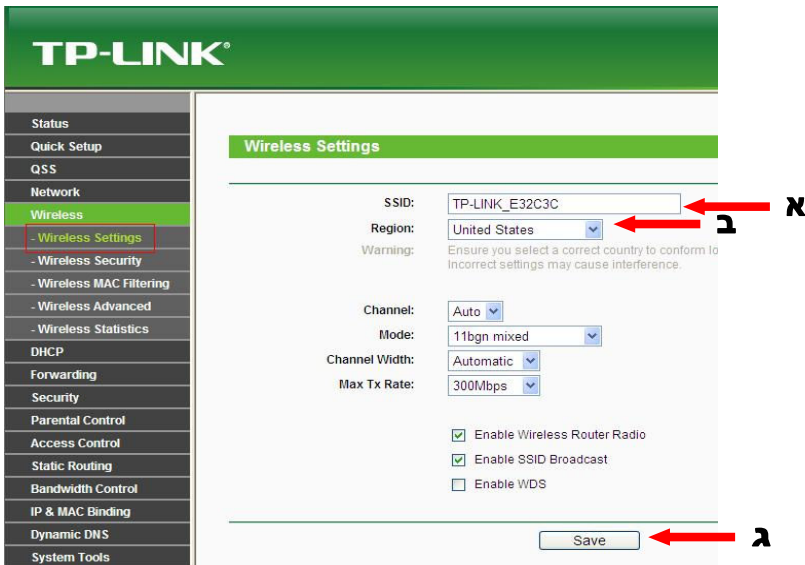 TP-LINK®
Status
Quick Setup
QSS
Network
Wireless
- Wireless Settings
- Wireless Security
- Wireless MAC Filtering
- Wireless Advanced
- Wireless Statistics
DHCP
Forwarding
Security
Parental Control
Access Control
Static Routing
Bandwidth Control
IP & MAC Binding
Dynamic DNS
System Tools
Wireless Settings
SSID: TP-LINK_E32C3C א
Region: United States ב
Warning: Ensure you select a correct country to conform lo
Incorrect settings may cause interference.
Channel: Auto
Mode: 11bgn mixed
Channel Width: Automatic
Max Tx Rate: 300Mbps
Enable Wireless Router Radio
Enable SSID Broadcast
Enable WDS
Save ג